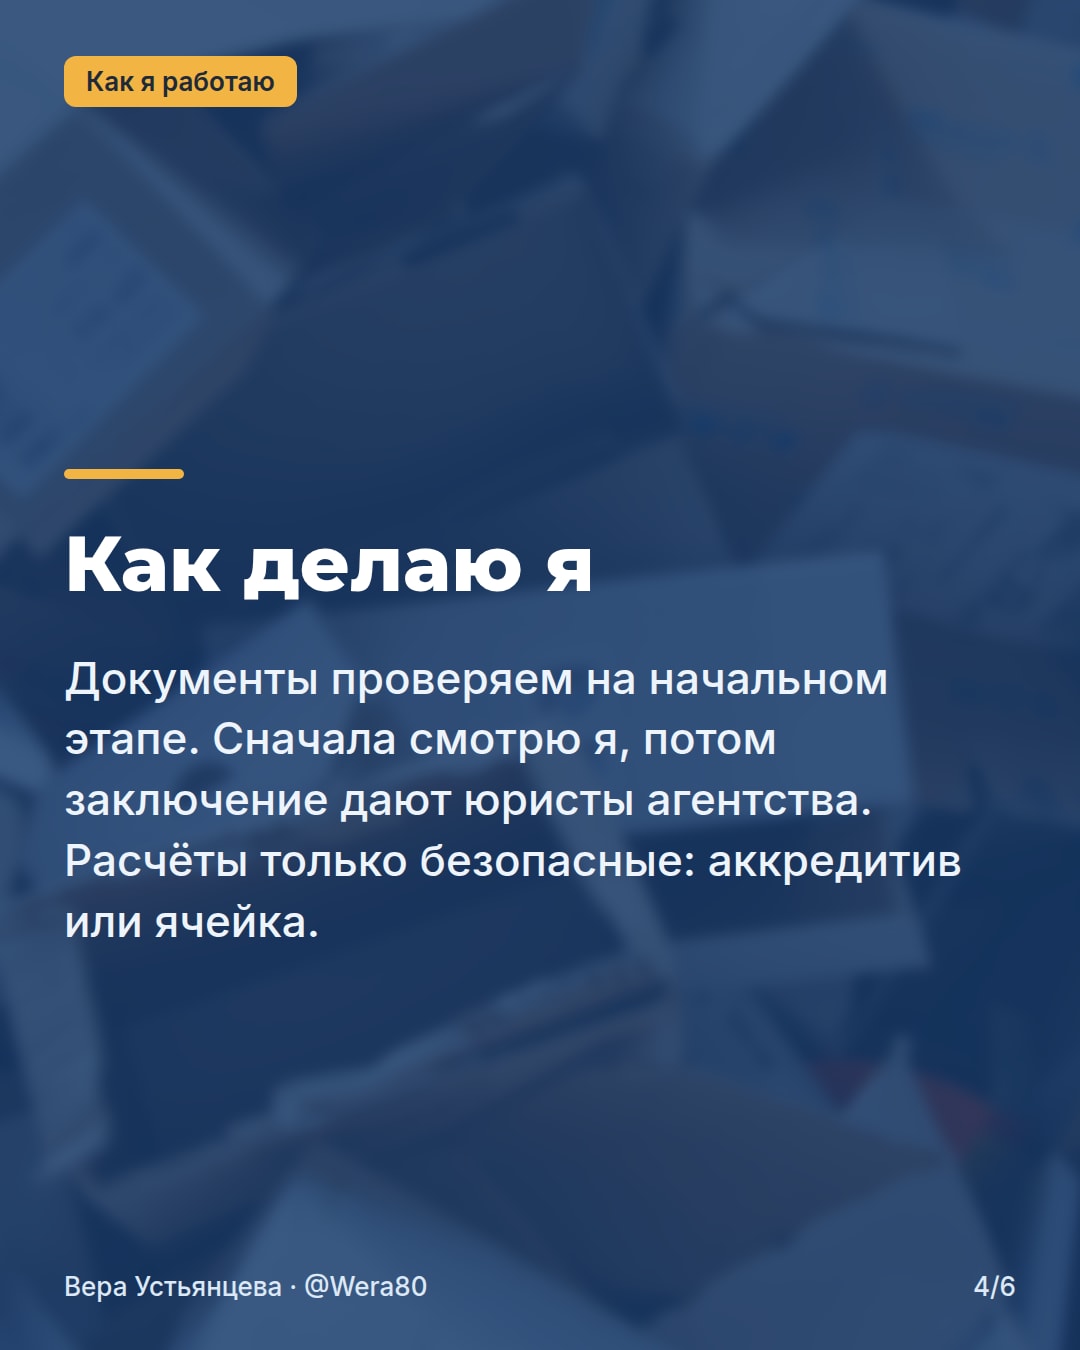 Как я работаю
Как делаю я
Документы проверяем на начальном
этапе. Сначала смотрю я, потом
заключение дают юристы агентства.
Расчёты только безопасные: аккредитив
или ячейка.
Вера Устьянцева · @Wera80
4/6